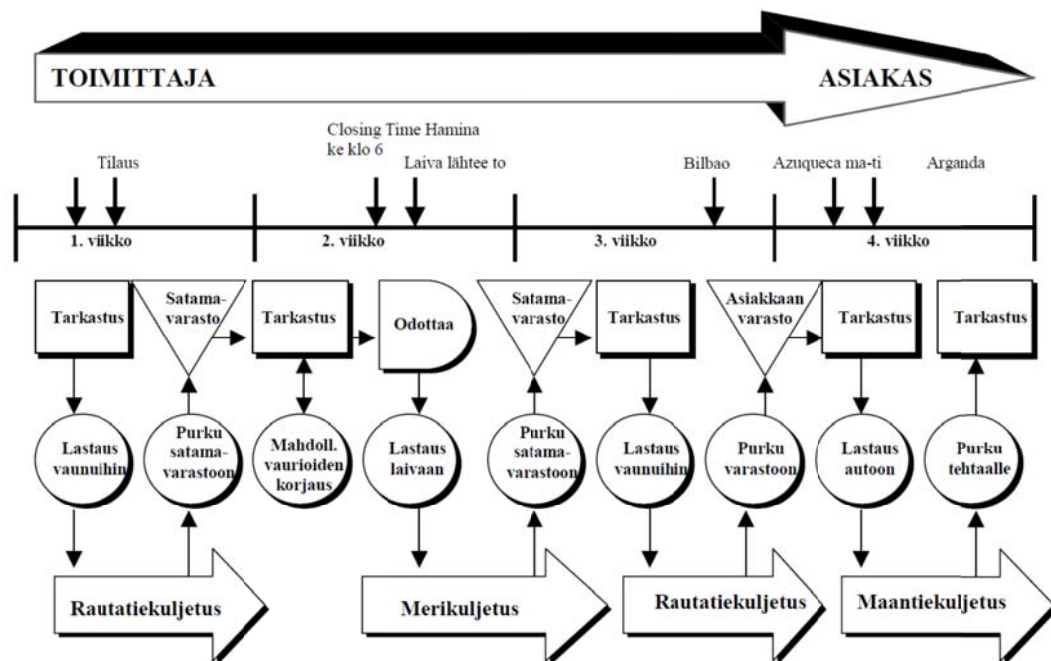 TOIMITTAJA
ASIAKAS
Tilaus
Closing Time Hamina
ke klo 6
Laiva lähtee to
Bilbao
Azuqueca ma-ti
Arganda
1. viikko
2. viikko
3. viikko
4. viikko
Tarkastus
Satama-
varasto
Tarkastus
Odottaa
Satama-
varasto
Tarkastus
Asiakkaan
varasto
Tarkastus
Tarkastus
Lastaus
vaunuihin
Purku
satama-
varastoon
Mahdoll.
vaurioiden
korjaus
Lastaus
laivaan
Purku
satama-
varastoon
Lastaus
vaunuihin
Purku
varastoon
Lastaus
autoon
Purku
tehtaalle
Rautatiekuljetus
Merikuljetus
Rautatiekuljetus
Maantiekuljetus